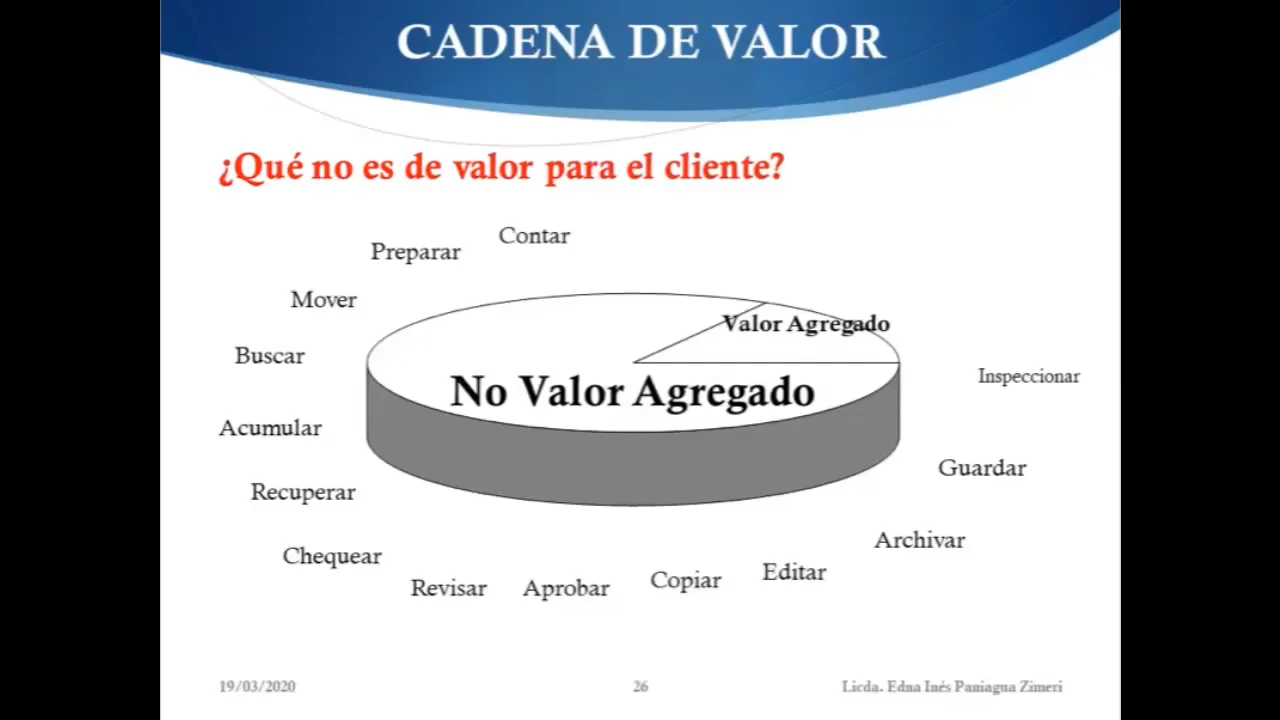 CADENA DE VALOR
¿Qué no es de valor para el cliente?
Contar
Preparar
Mover
Buscar
Acumular
Recuperar
Chequear
Revisar
Aprobar
Copiar
Editar
Archivar
Guardar
Inspeccionar
Valor Agregado
No Valor Agregado
19/03/2020
26
Licda. Edna Inés Paniagua Zimeri